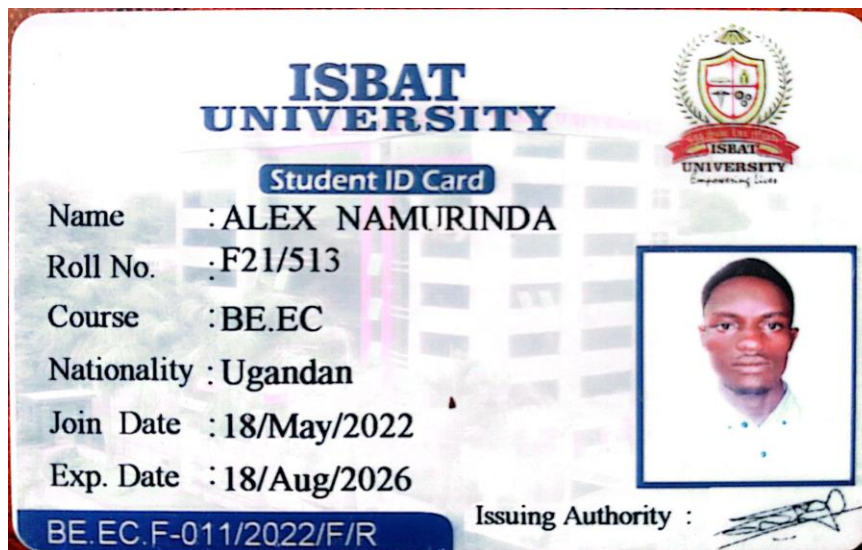 ISBAT
UNIVERSITY
ISBAT
UNIVERSITY
Empowering Lives
Student ID Card
Name : ALEX NAMURINDA
Roll No. : F21/513
Course : BE.EC
Nationality : Ugandan
Join Date : 18/May/2022
Exp. Date : 18/Aug/2026
BE.EC.F-011/2022/F/R
Issuing Authority :